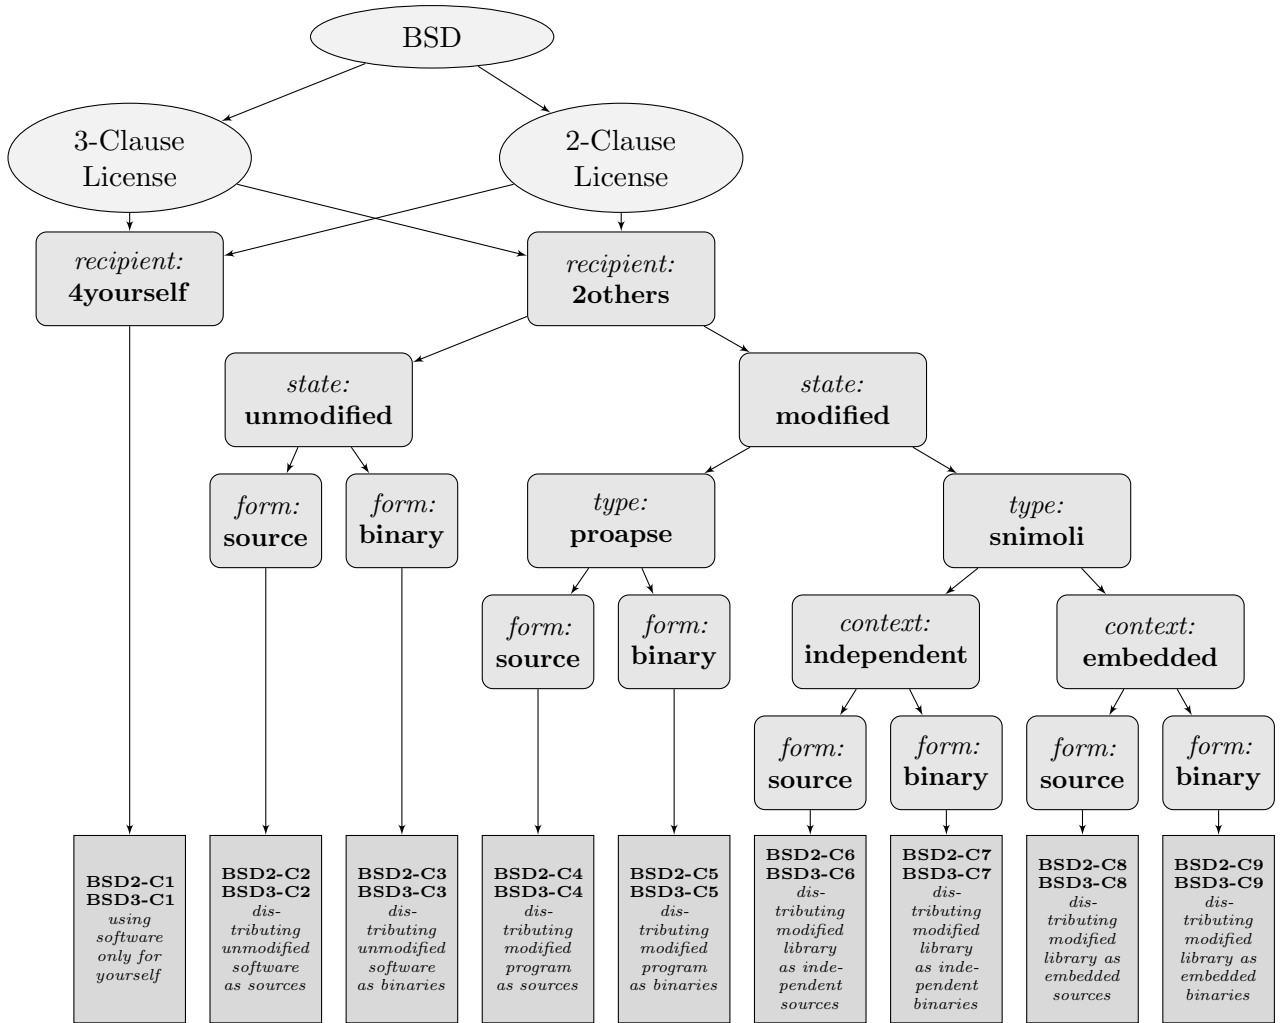 BSD
3-Clause
License
2-Clause
License
recipient:
4yourself
recipient:
2others
state:
unmodified
state:
modified
form:
source
form:
binary
type:
proapse
type:
snimoli
form:
source
form:
binary
context:
independent
context:
embedded
form:
source
form:
binary
form:
source
form:
binary
BSD2-C1
BSD3-C1
using
software
only for
yourself
BSD2-C2
BSD3-C2
dis-
tributing
unmodified
software
as sources
BSD2-C3
BSD3-C3
dis-
tributing
unmodified
software
as binaries
BSD2-C4
BSD3-C4
dis-
tributing
modified
program
as sources
BSD2-C5
BSD3-C5
dis-
tributing
modified
program
as binaries
BSD2-C6
BSD3-C6
dis-
tributing
modified
library
as inde-
pendent
sources
BSD2-C7
BSD3-C7
dis-
tributing
modified
library
as inde-
pendent
binaries
BSD2-C8
BSD3-C8
dis-
tributing
modified
library as
embedded
sources
BSD2-C9
BSD3-C9
dis-
tributing
modified
library as
embedded
binaries